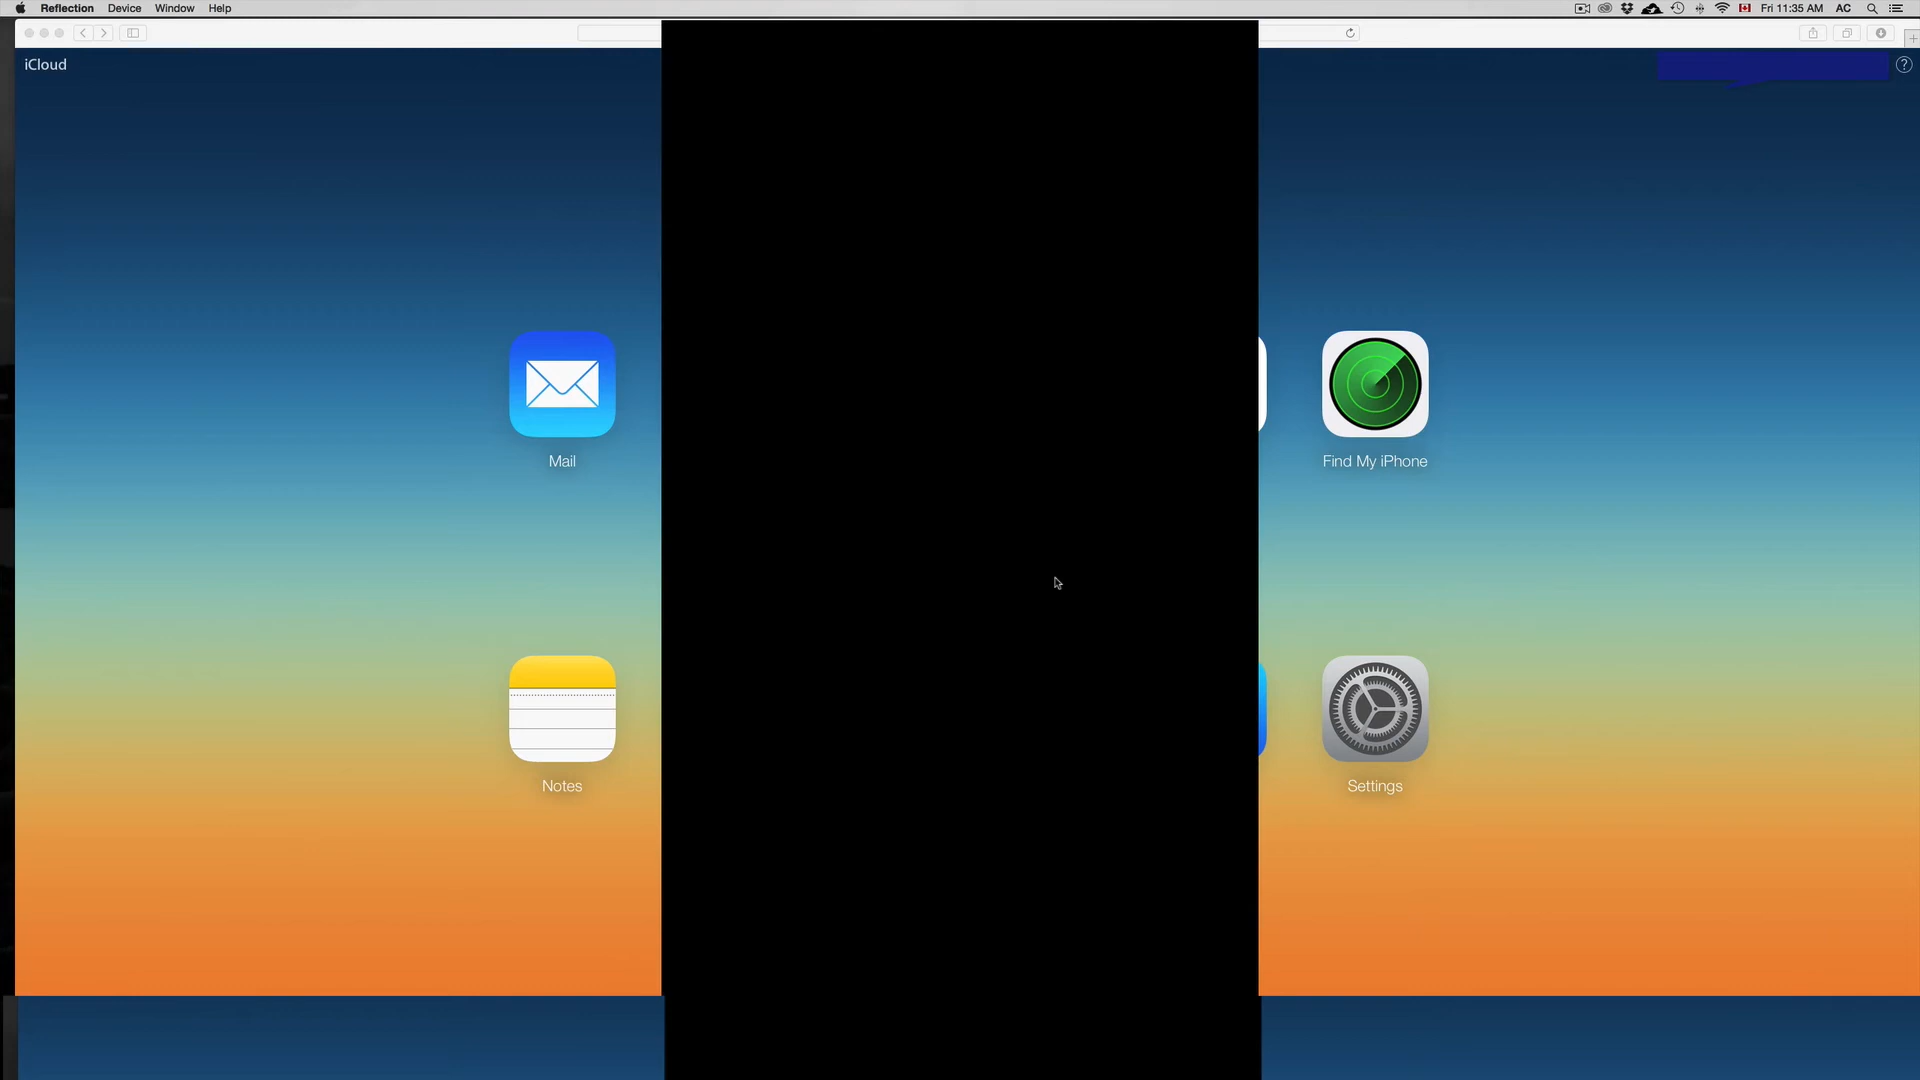 Reflection Device Window Help
Fri 11:35 AM AC
iCloud
?
Mail
Find My iPhone
Notes
Settings